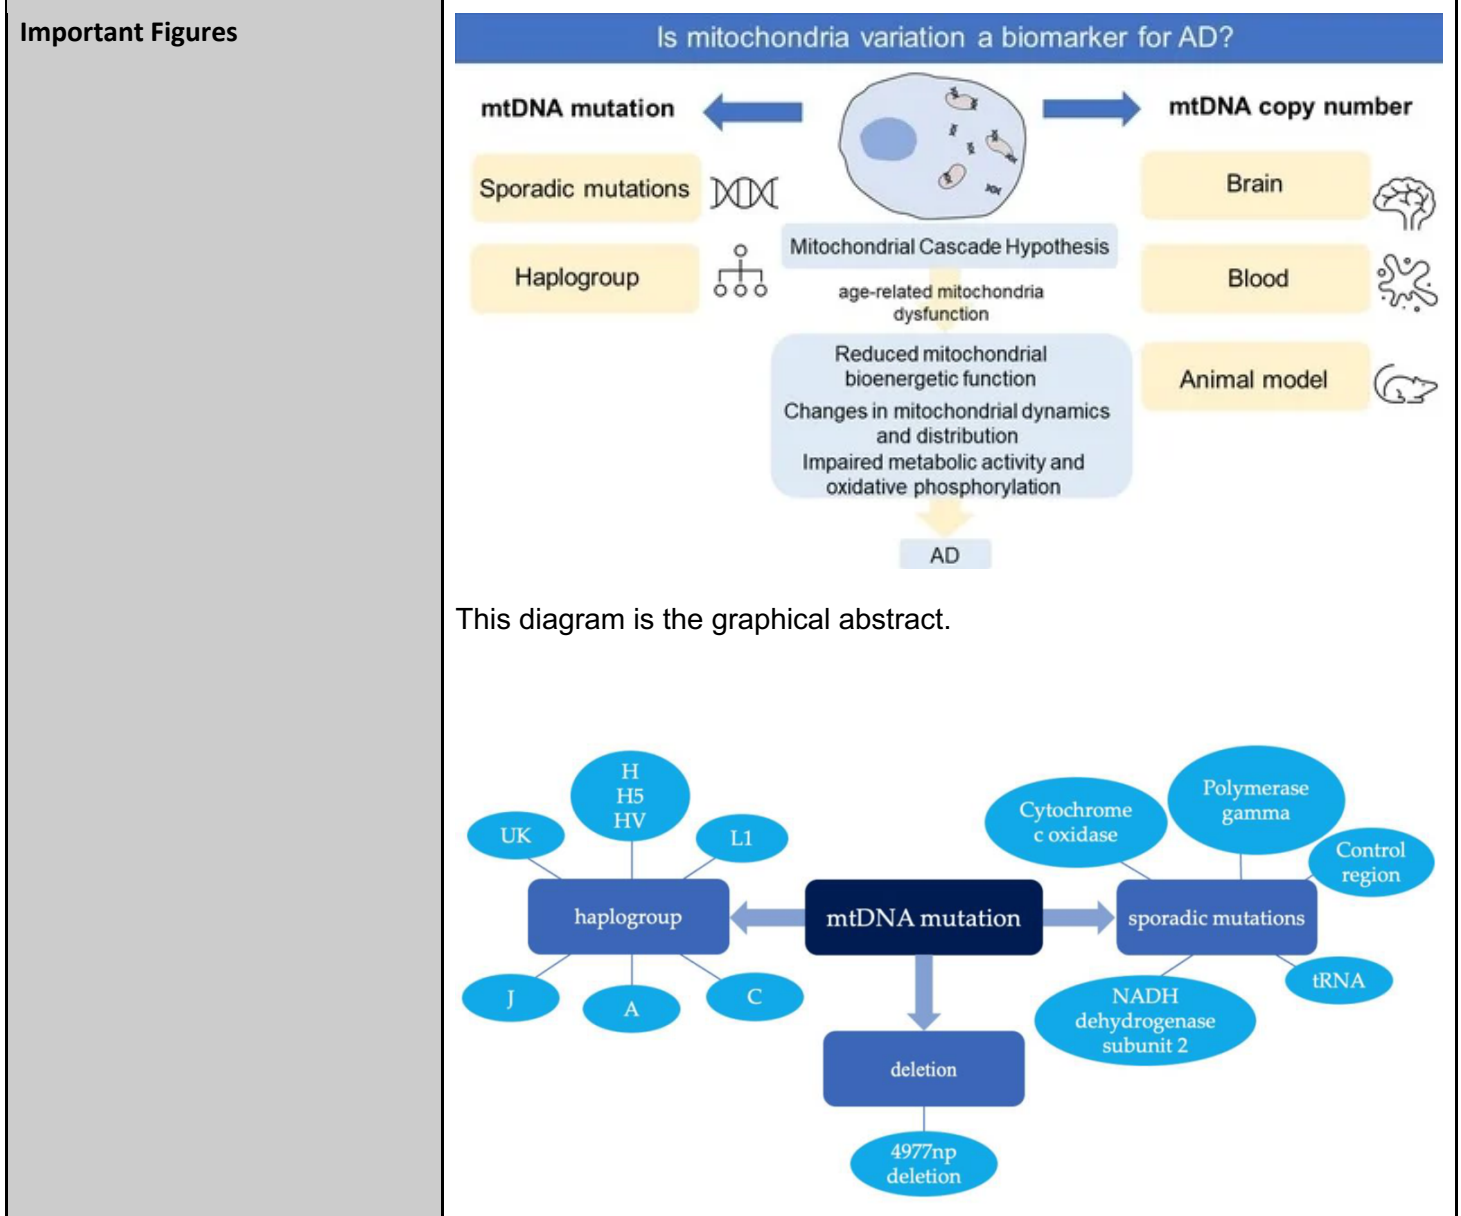 Important Figures
Is mitochondria variation a biomarker for AD?
mtDNA mutation
Sporadic mutations
Haplogroup
Mitochondrial Cascade Hypothesis
age-related mitochondria
dysfunction
Reduced mitochondrial
bioenergetic function
Changes in mitochondrial dynamics
and distribution
Impaired metabolic activity and
oxidative phosphorylation
AD
mtDNA copy number
Brain
Blood
Animal model
This diagram is the graphical abstract.
UK
H
H5
HV
L1
haplogroup
J
A
C
mtDNA mutation
deletion
4977np
deletion
Cytochrome
c oxidase
Polymerase
gamma
Control
region
sporadic mutations
NADH
dehydrogenase
subunit 2
tRNA